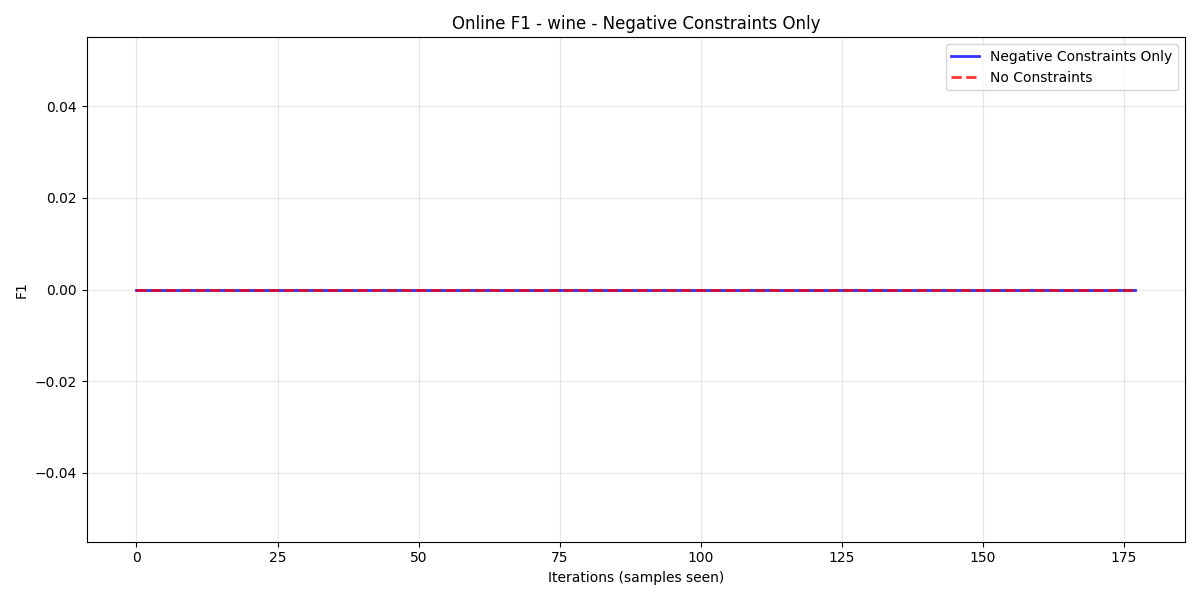 Online F1 - wine - Negative Constraints Only
Negative Constraints Only
No Constraints
0.04
0.02
0.00
−0.02
−0.04
F1
0 25 50 75 100 125 150 175
Iterations (samples seen)